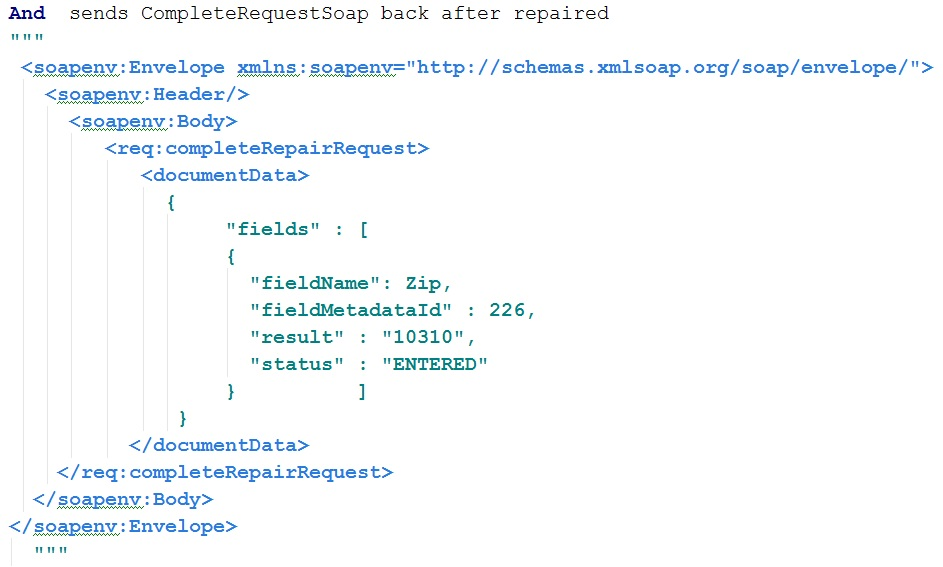 And  sends CompleteRequestSoap back after repaired
"""
<soapenv:Envelope xmlns:soapenv="http://schemas.xmlsoap.org/soap/envelope/">
<soapenv:Header/>
<soapenv:Body>
<req:completeRepairRequest>
<documentData>
{
"fields" : [
{
"fieldName": Zip,
"fieldMetadataId" : 226,
"result" : "10310",
"status" : "ENTERED"
}           ]
}
</documentData>
</req:completeRepairRequest>
</soapenv:Body>
</soapenv:Envelope>
"""